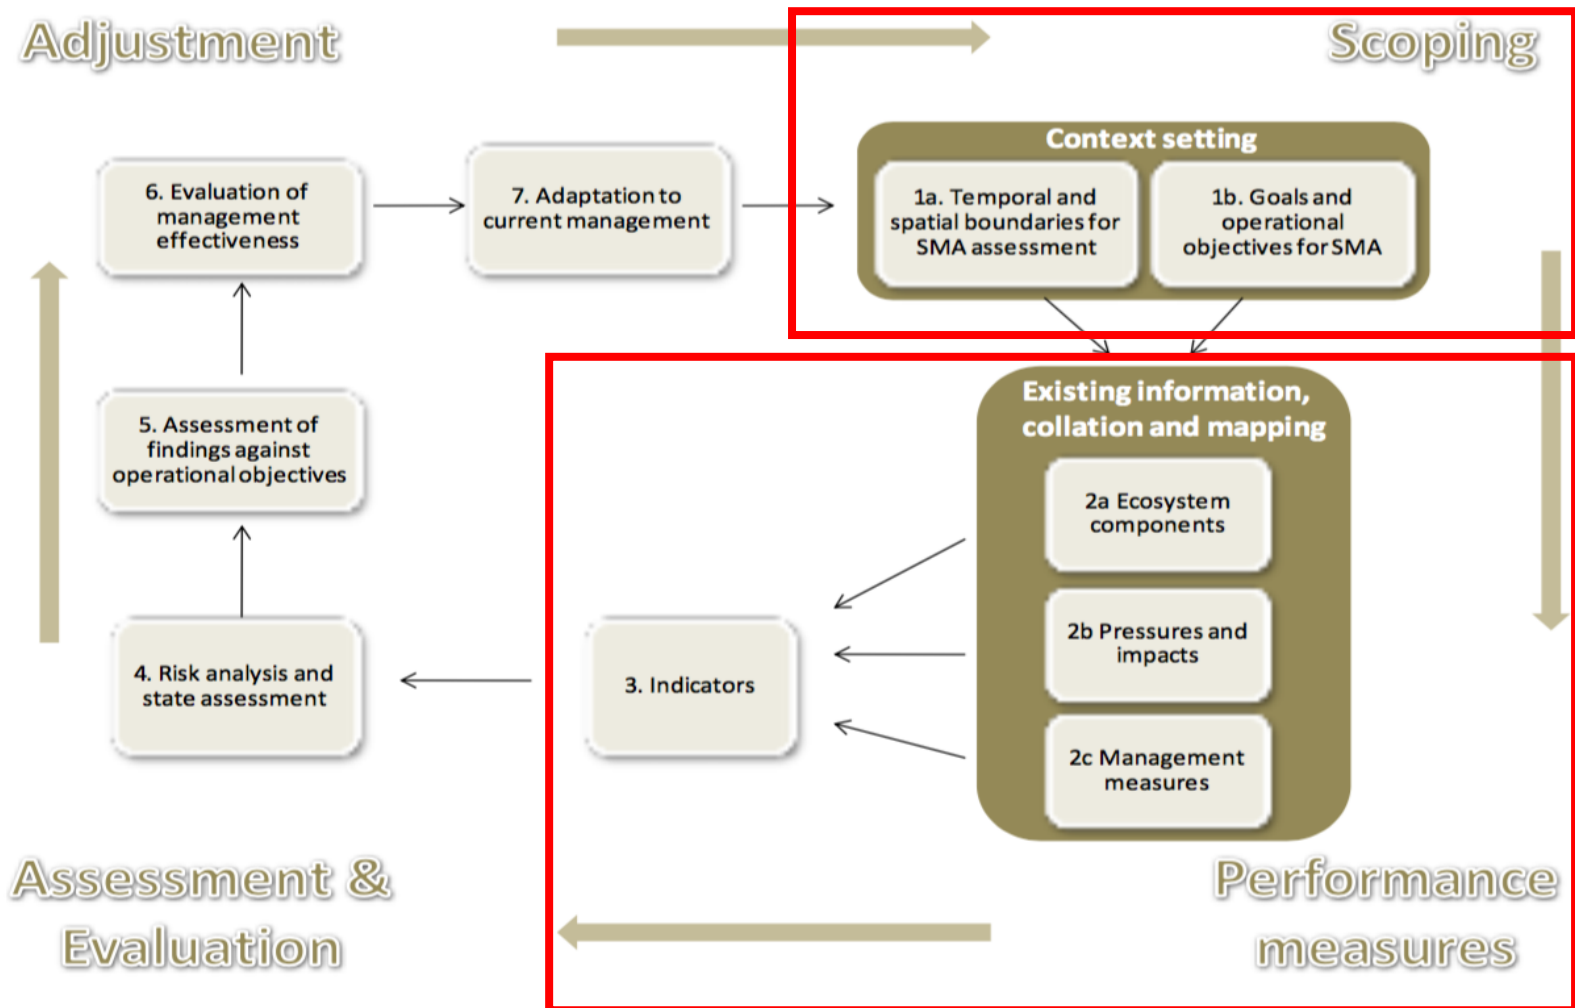 Adjustment
Scoping
Context setting
1a. Temporal and
spatial boundaries for
SMA assessment
1b. Goals and
operational
objectives for SMA
6. Evaluation of
management
effectiveness
7. Adaptation to
current management
Existing information,
collation and mapping
2a Ecosystem
components
2b Pressures and
impacts
2c Management
measures
3. Indicators
4. Risk analysis and
state assessment
5. Assessment of
findings against
operational objectives
Assessment &
Evaluation
Performance
measures